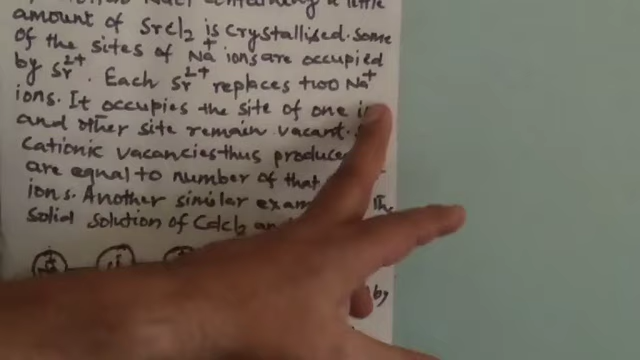 amount of SrCl2 is crystallised. Some
of the sites of Na+ ions are occupied
by Sr2+. Each Sr2+ replaces two Na+
ions. It occupies the site of one
and other site remain vacant.
cationic vacancies thus produce
are equal to number of that
ions. Another similar exam
solid solution of CdCl2
by